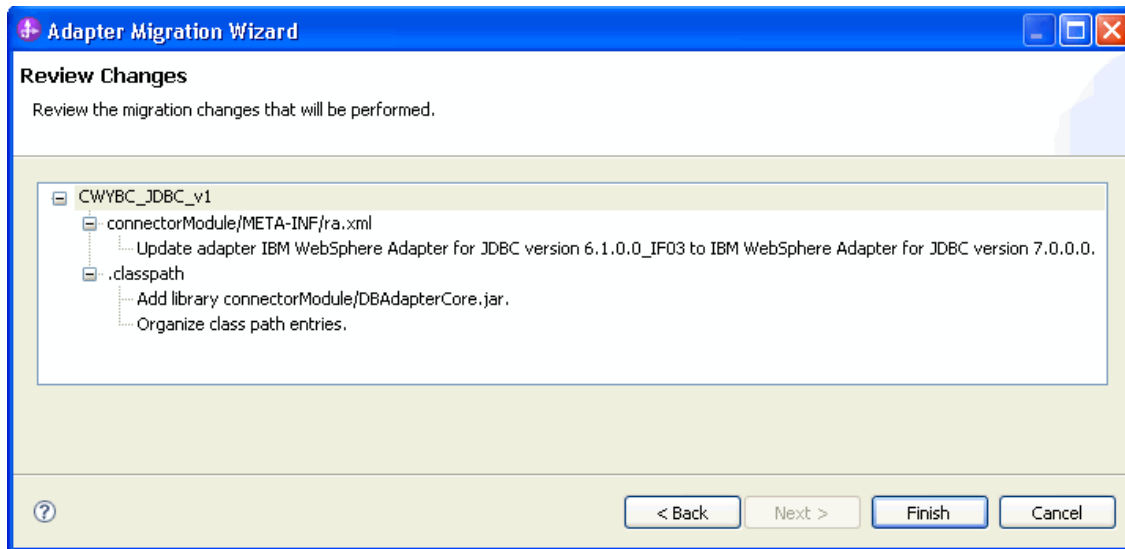 Adapter Migration Wizard
Review Changes
Review the migration changes that will be performed.
CWYBC_JDBC_v1
connectorModule/META-INF/ra.xml
Update adapter IBM WebSphere Adapter for JDBC version 6.1.0.0_IF03 to IBM WebSphere Adapter for JDBC version 7.0.0.0.
.classpath
Add library connectorModule/DBAdapterCore.jar.
Organize class path entries.
? < Back Next > Finish Cancel